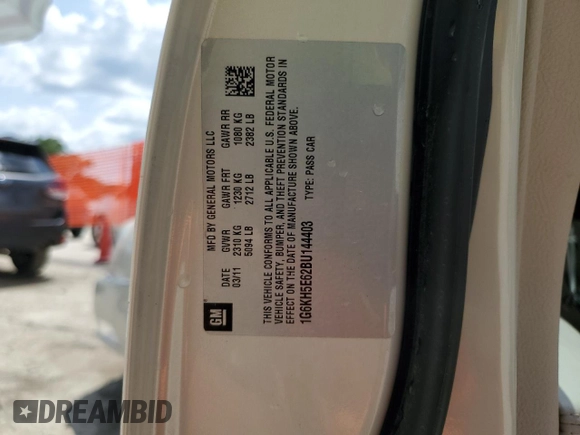 MFD BY GENERAL MOTORS LLC
DATE GVWR GAWR FRT GAWR RR
03/11 2310 KG 1230 KG 1080 KG
5094 LB 2712 LB 2382 LB
THIS VEHICLE CONFORMS TO ALL APPLICABLE U.S. FEDERAL MOTOR
VEHICLE SAFETY, BUMPER, AND THEFT PREVENTION STANDARDS IN
EFFECT ON THE DATE OF MANUFACTURE SHOWN ABOVE.
1G6KH5E62BU144403 TYPE: PASS CAR
GM
DREAMBID